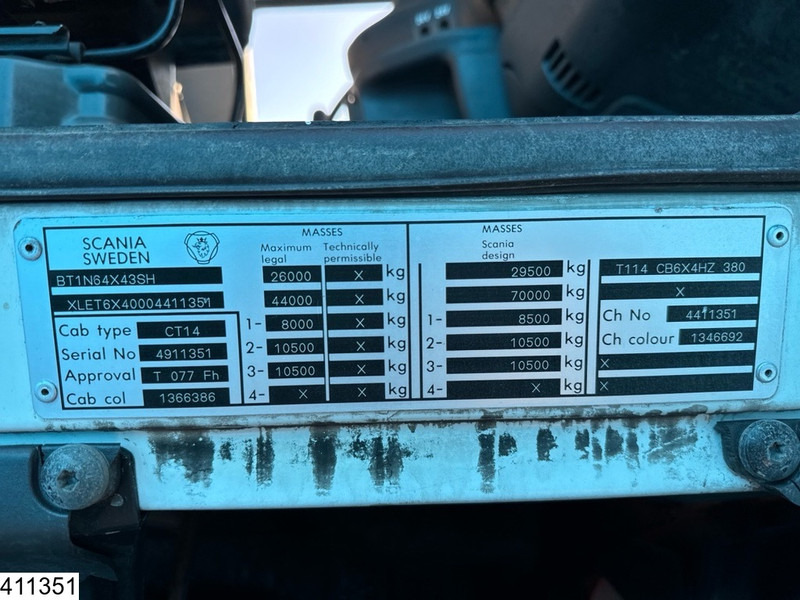 SCANIA
SWEDEN
BT1N64X43SH
XLET6X4000441135M
Cab type CT14
Serial No 4911351
Approval T 077 Fh
Cab col 1366386
MASSES
Maximum legal Technically permissible
26000 X kg
44000 X kg
1- 8000 X kg
2- 10500 X kg
3- 10500 X kg
4- X X kg
MASSES
Scania
design
29500 kg
70000 kg
1- 8500 kg
2- 10500 kg
3- 10500 kg
4- X kg
T114 CB6X4HZ 380
X
Ch No 4411351
Ch colour 1346692
X
X
411351